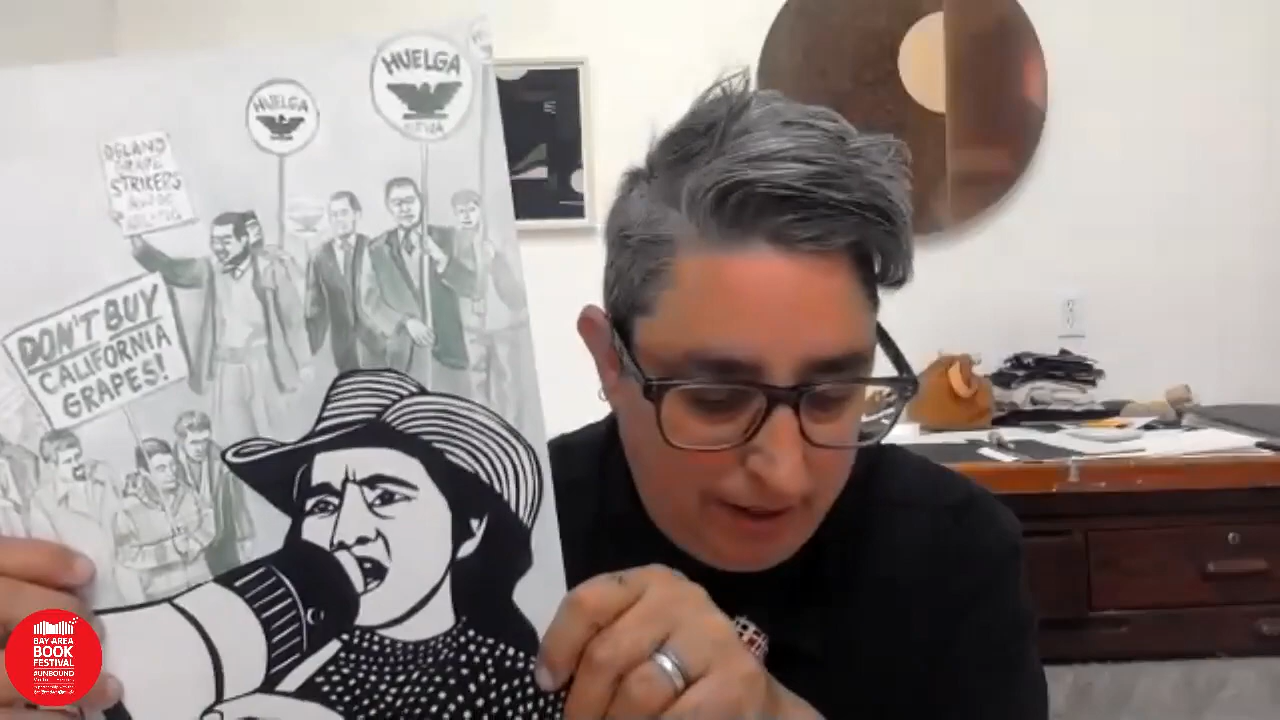 HUELGA
HUELGA
DELANO
GRAPE
STRIKERS
DON'T BUY
CALIFORNIA
GRAPES!
BAY AREA
BOOK
FESTIVAL
#UNBOUND